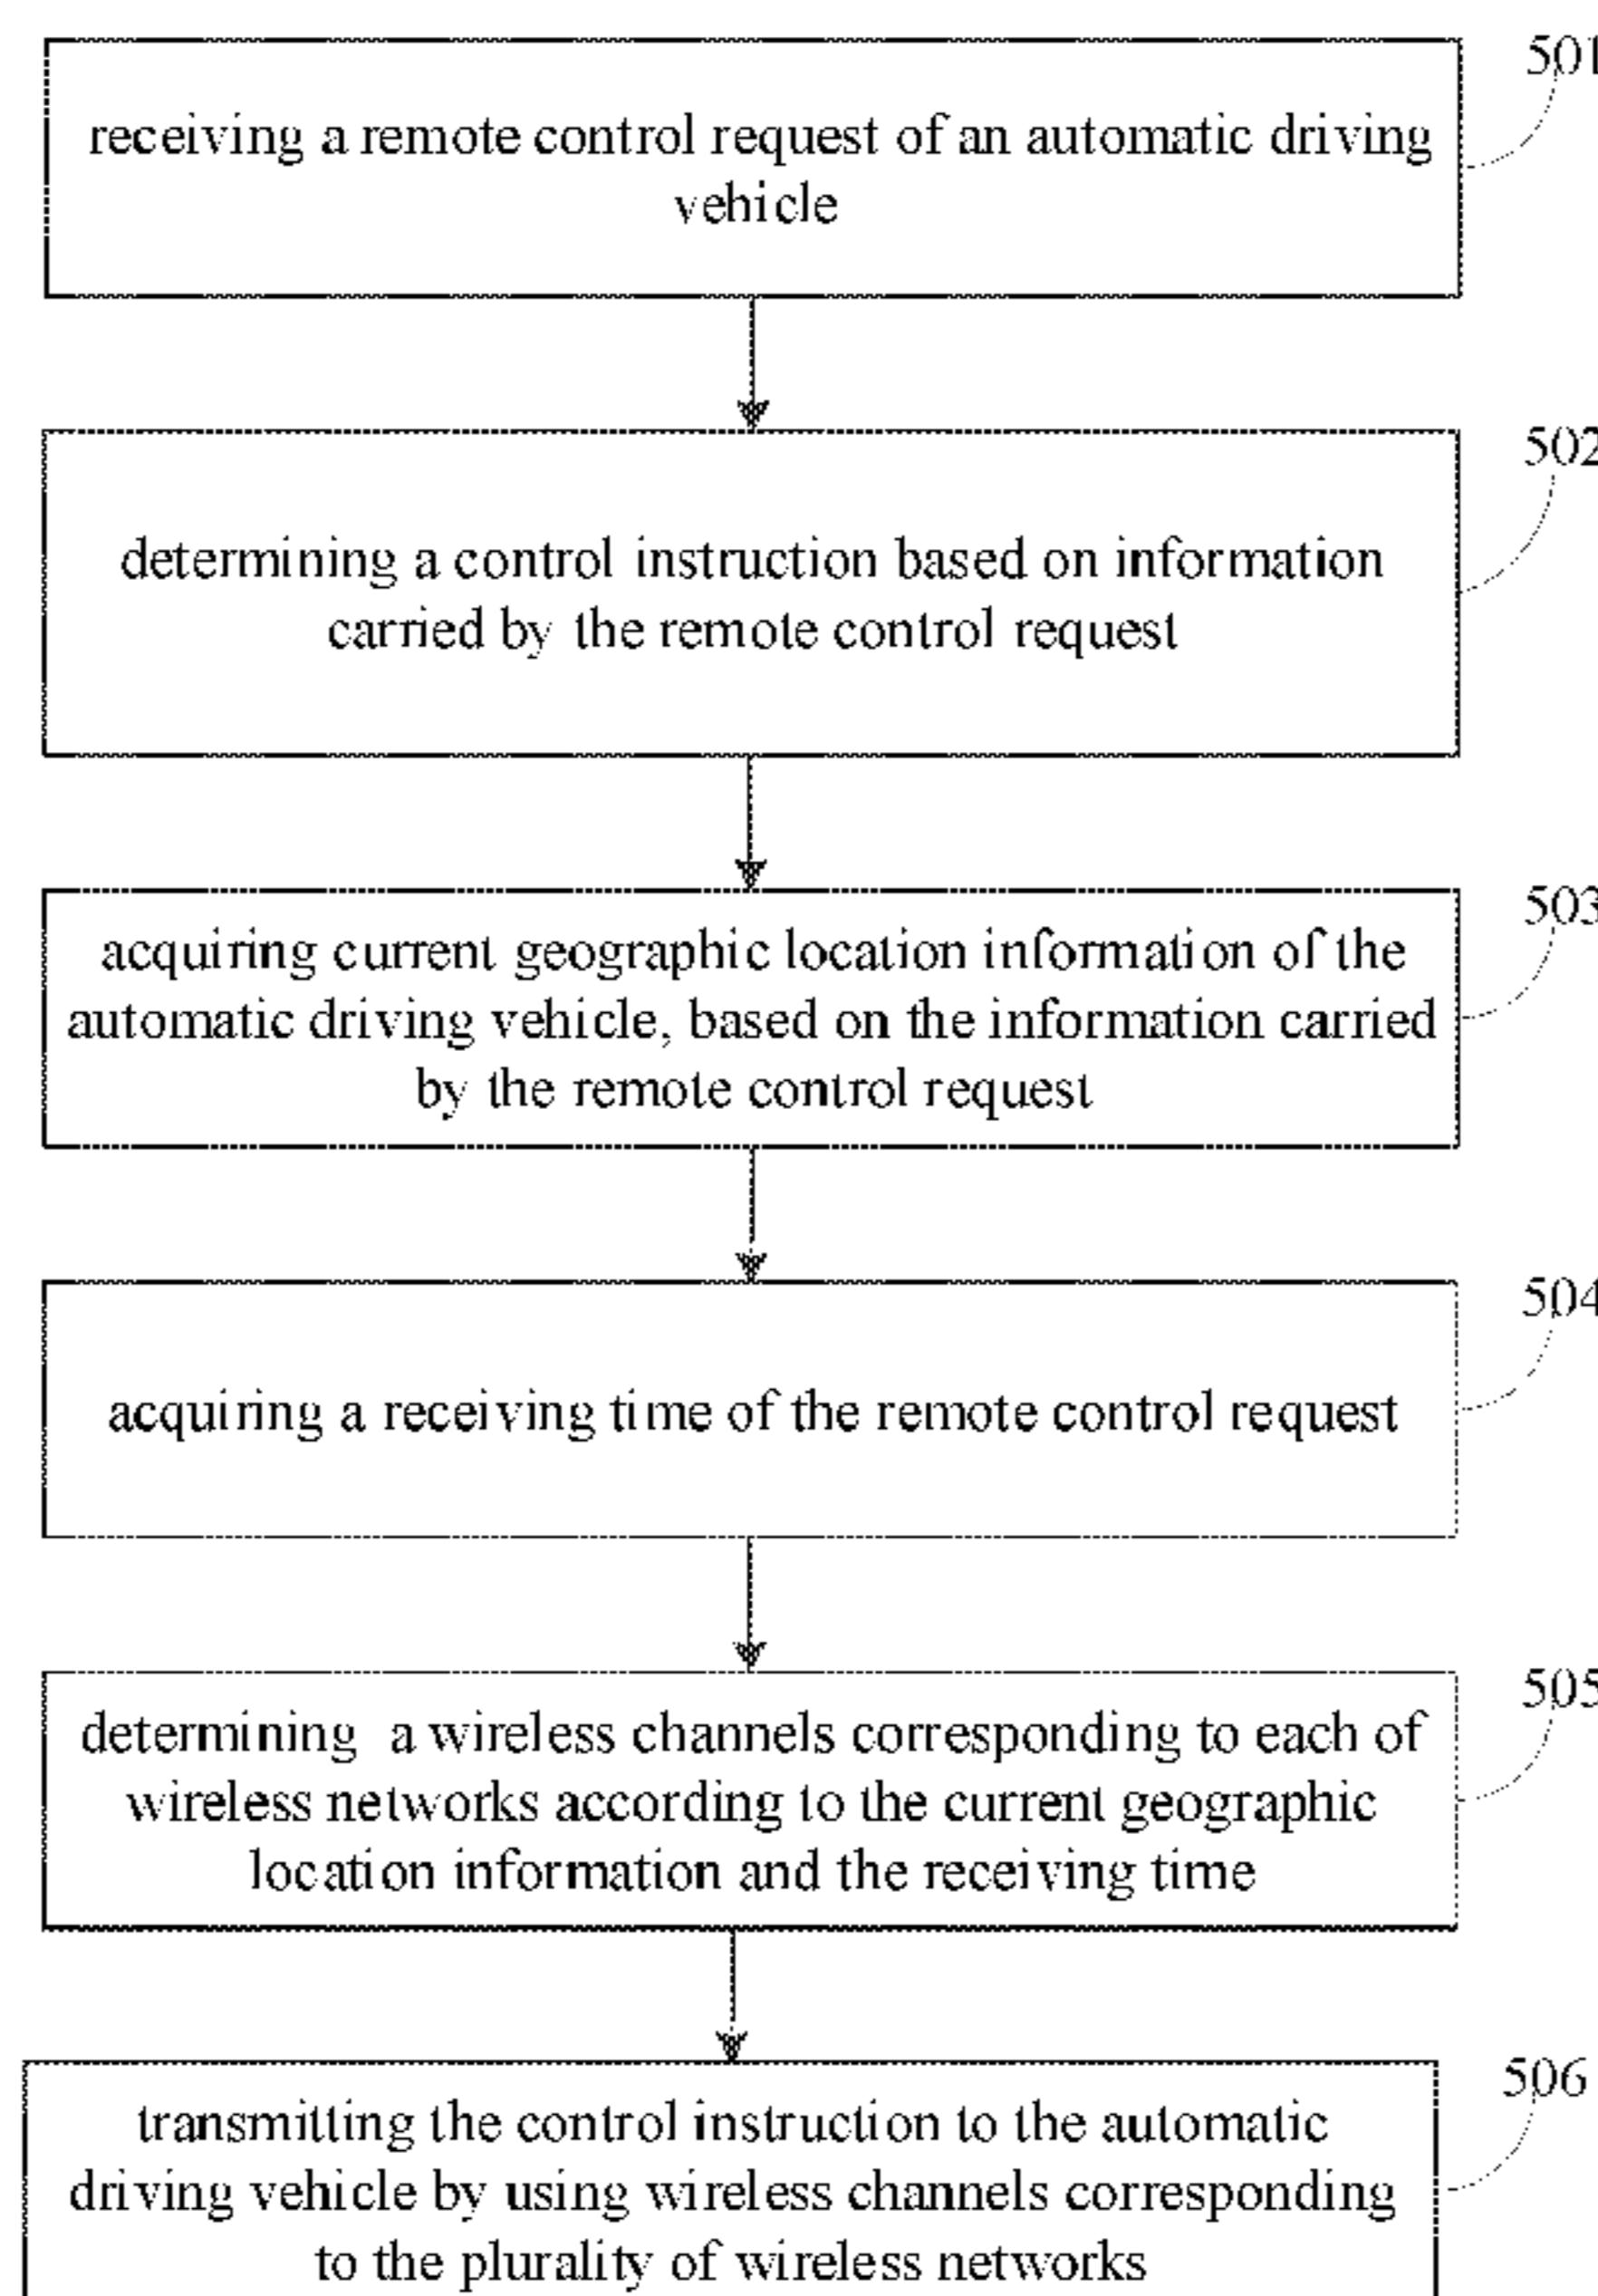 501
receiving a remote control request of an automatic driving
vehicle
502
determining a control instruction based on information
carried by the remote control request
503
acquiring current geographic location information of the
automatic driving vehicle, based on the information carried
by the remote control request
504
acquiring a receiving time of the remote control request
505
determining a wireless channels corresponding to each of
wireless networks according to the current geographic
location information and the receiving time
506
transmitting the control instruction to the automatic
driving vehicle by using wireless channels corresponding
to the plurality of wireless networks